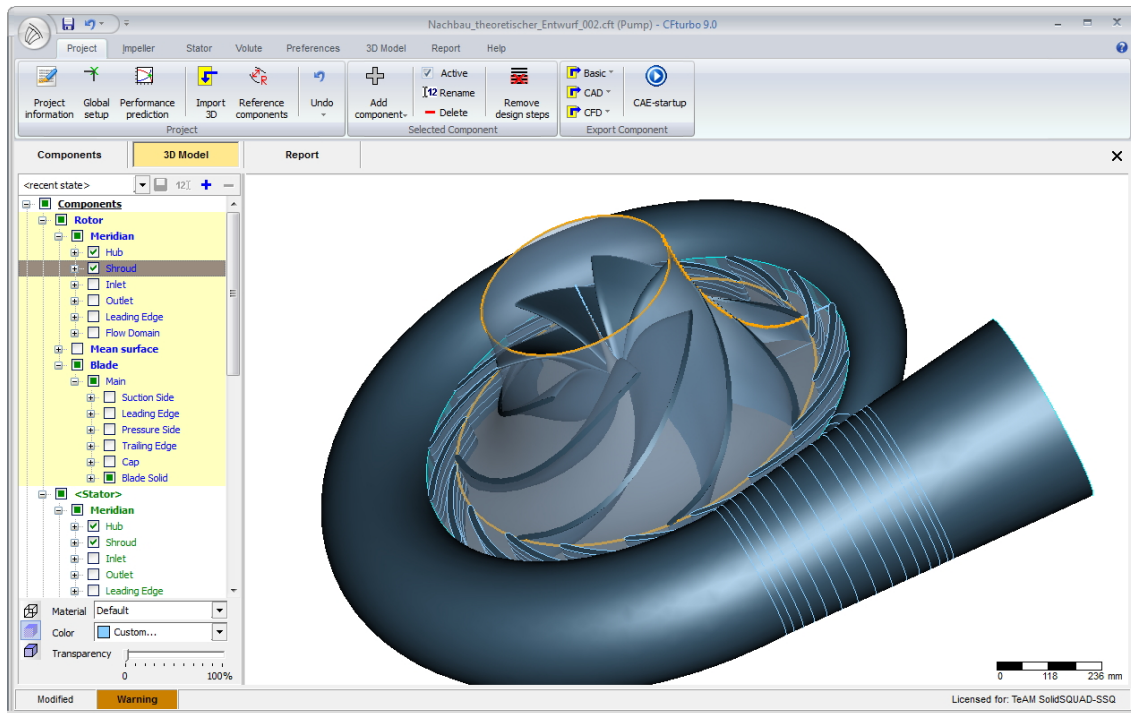 Nachbau_theoretischer_Entwurf_002.cft (Pump) - CFturbo 9.0
Project Impeller Stator Volute Preferences 3D Model Report Help
Project information
Global setup
Performance prediction
Import 3D
Reference components
Undo
Project
Add component
Active
I12 Rename
Delete
Remove design steps
Selected Component
Basic
CAD
CFD
CAE-startup
Export Component
Components 3D Model Report
<recent state>
Components
Rotor
Meridian
Hub
Shroud
Inlet
Outlet
Leading Edge
Flow Domain
Mean surface
Blade
Main
Suction Side
Leading Edge
Pressure Side
Trailing Edge
Cap
Blade Solid
<Stator>
Meridian
Hub
Shroud
Inlet
Outlet
Leading Edge
Material Default
Color Custom...
Transparency
0 100%
0 118 236 mm
Modified Warning Licensed for: TeAM SolidSQUAD-SSQ